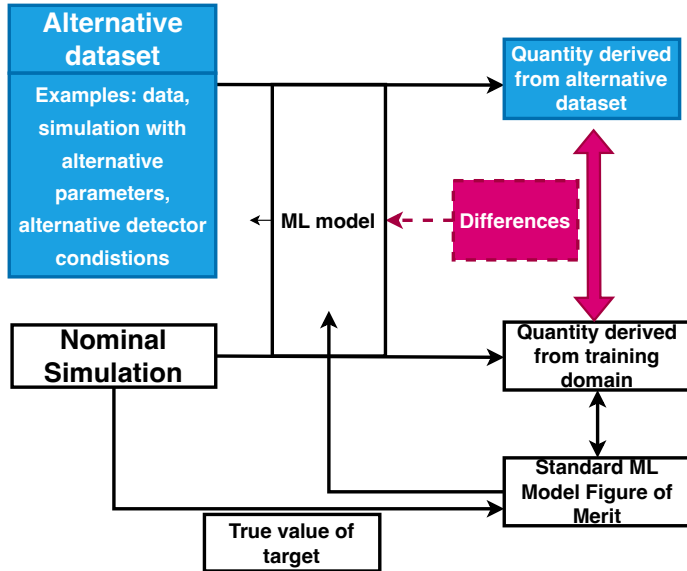 Alternative
dataset
Examples: data,
simulation with
alternative
parameters,
alternative detector
condistions
Quantity derived
from alternative
dataset
ML model
Differences
Nominal
Simulation
Quantity derived
from training
domain
Standard ML
Model Figure of
Merit
True value of
target